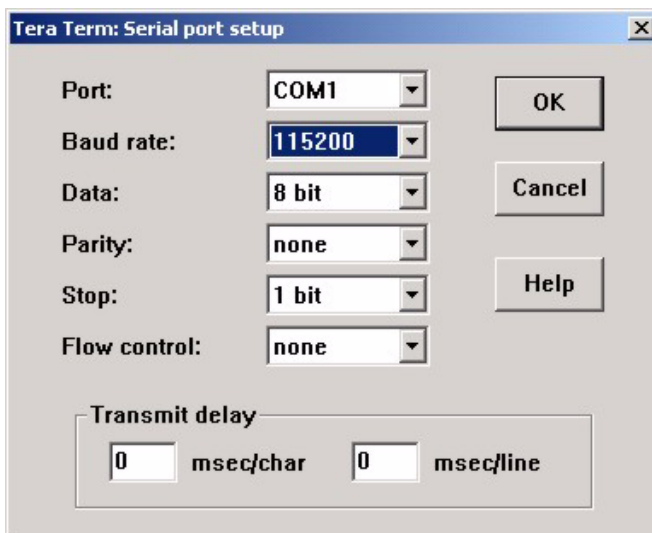 Tera Term: Serial port setup
Port: COM1 OK
Baud rate: 115200
Data: 8 bit Cancel
Parity: none
Stop: 1 bit Help
Flow control: none
Transmit delay
0 msec/char 0 msec/line